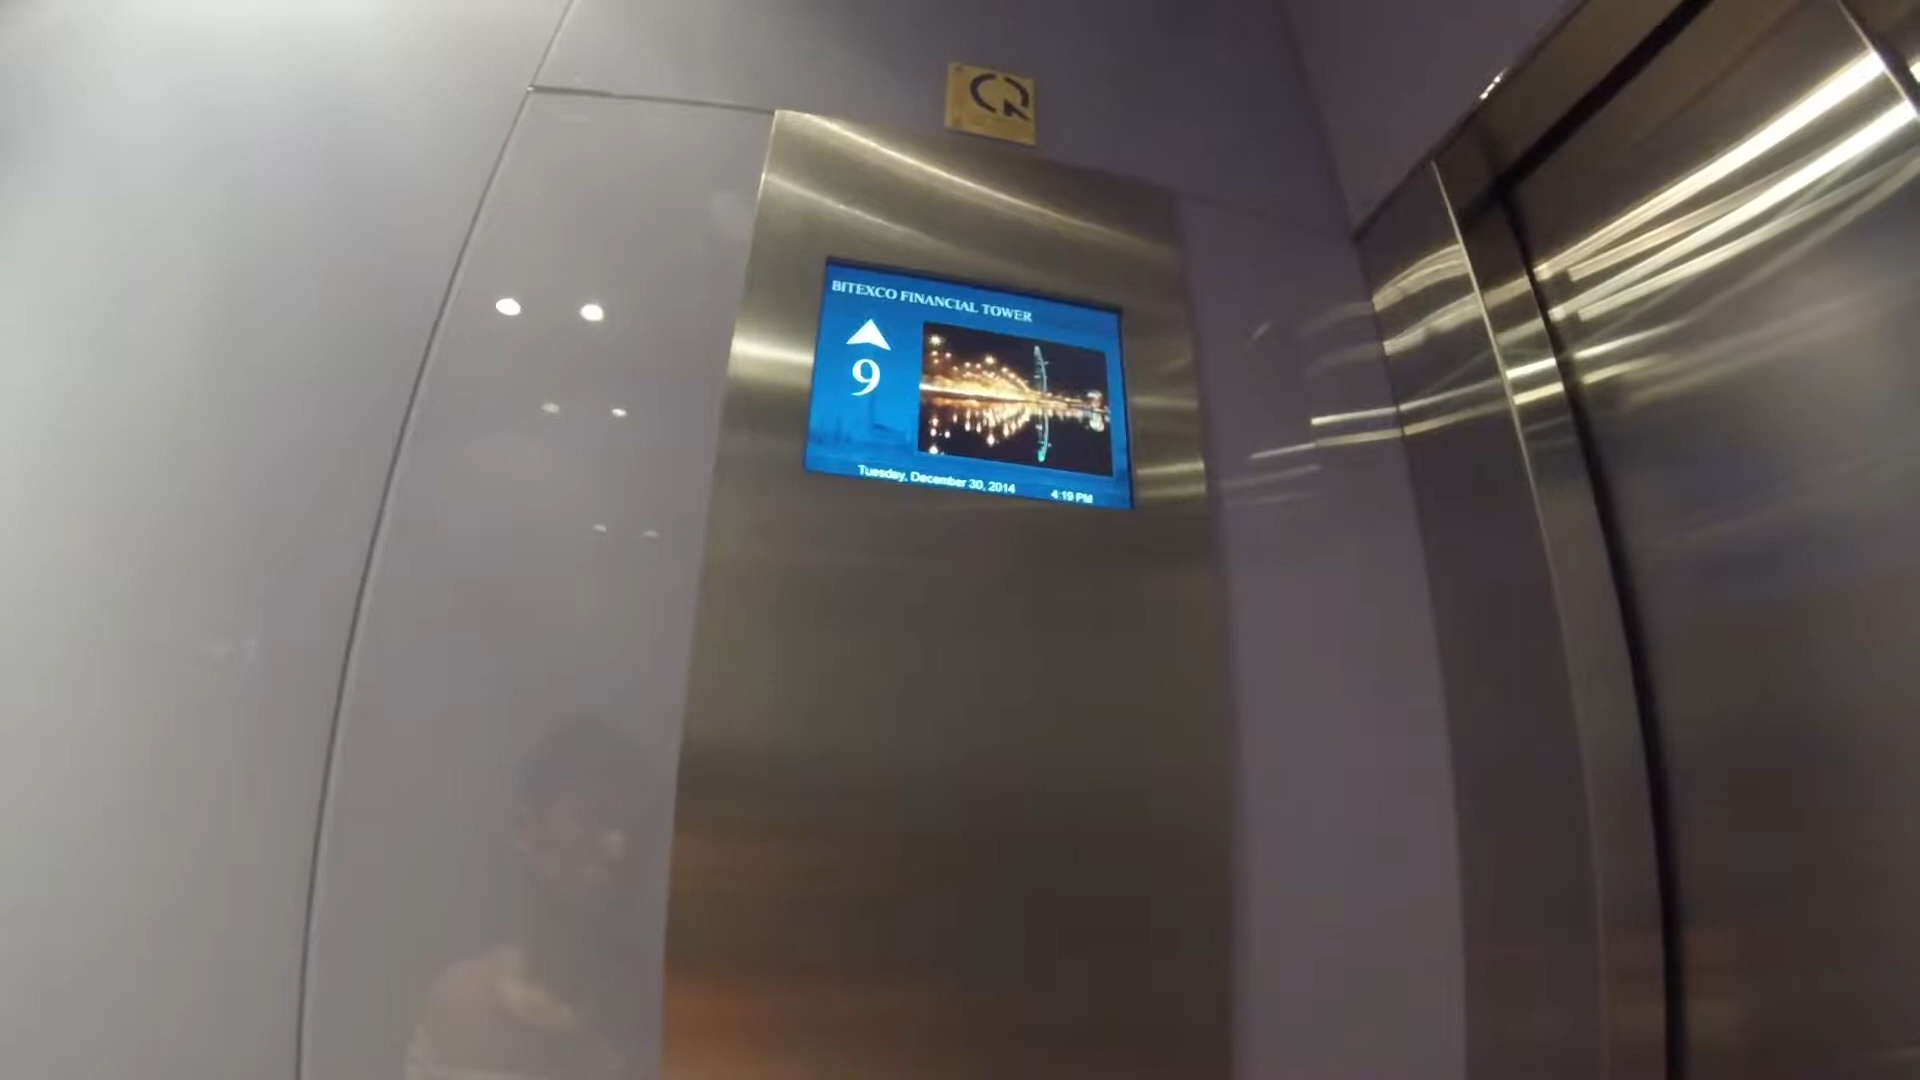 BITEXCO FINANCIAL TOWER
9
Tuesday, December 30, 2014
4:19 PM